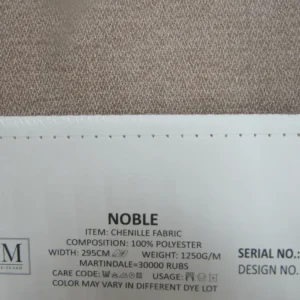 NOBLE
ITEM: CHENILLE FABRIC
COMPOSITION: 100% POLYESTER
WIDTH: 295CM WEIGHT: 1250G/M
MARTINDALE=30000 RUBS
CARE CODE: USAGE:
COLOR MAY VARY IN DIFFERENT DYE LOT
M
SERIAL NO.:
DESIGN NO.